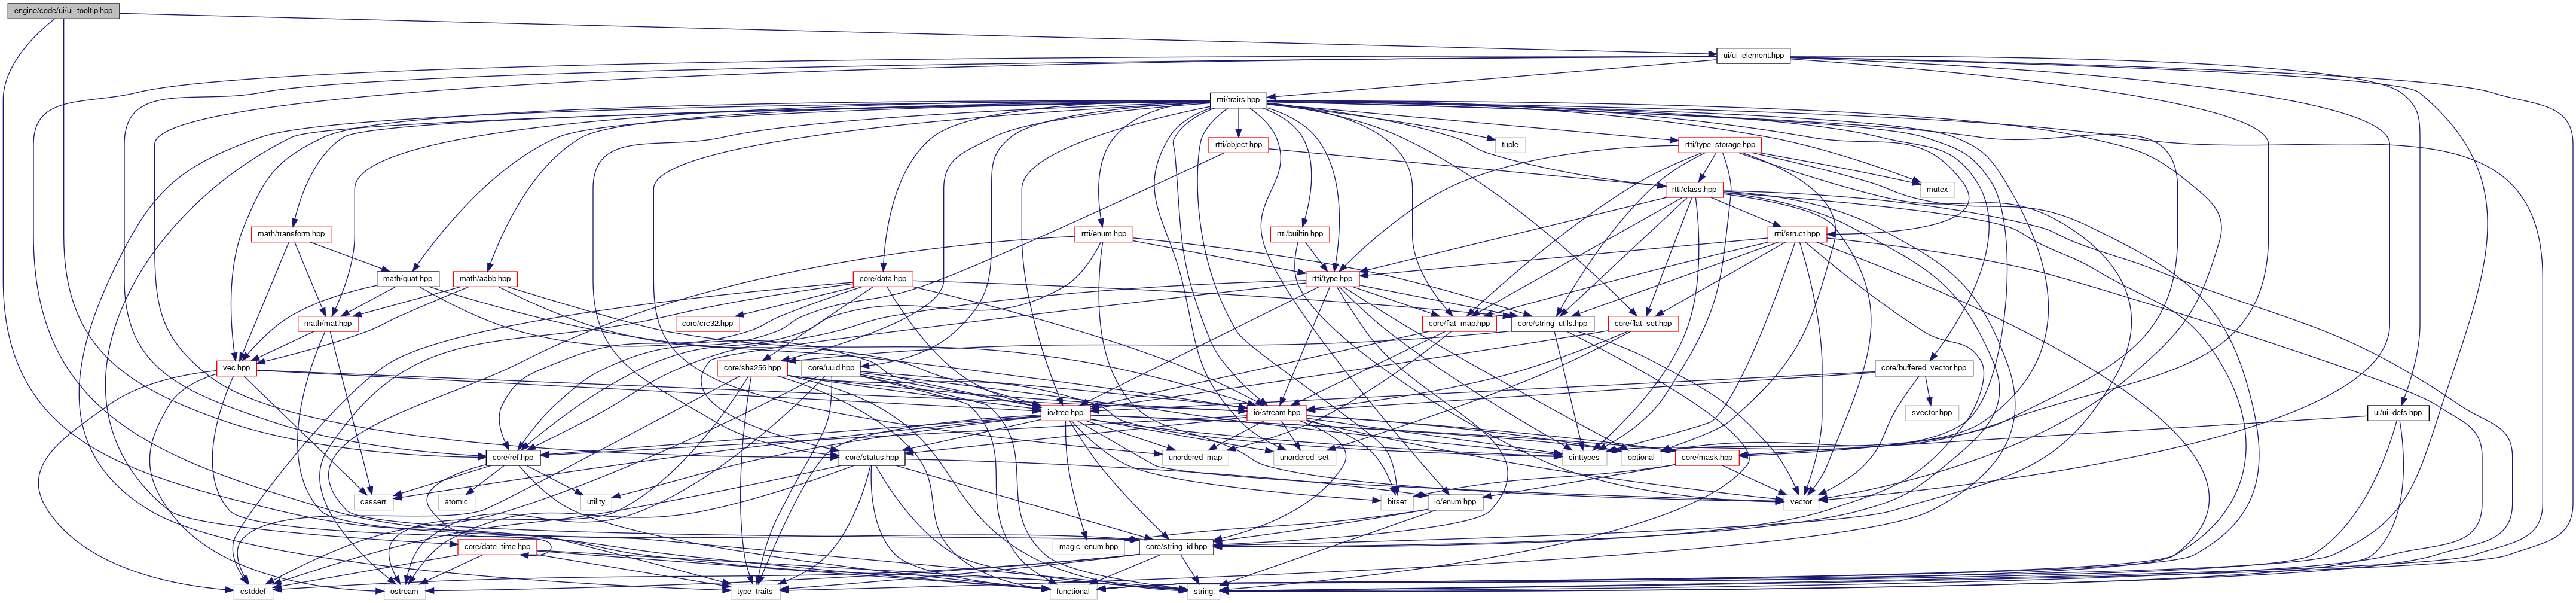 engine/code/ui/ui_tooltip.hpp
ui/ui_element.hpp
rtti/traits.hpp
rtti/object.hpp
tuple
rtti/type_storage.hpp
rtti/class.hpp
mutex
math/transform.hpp
rtti/enum.hpp
rtti/builtin.hpp
rtti/struct.hpp
math/quat.hpp
math/aabb.hpp
core/data.hpp
rtti/type.hpp
math/mat.hpp
core/crc32.hpp
core/flat_map.hpp
core/string_utils.hpp
core/flat_set.hpp
vec.hpp
core/sha256.hpp
core/uuid.hpp
core/buffered_vector.hpp
io/tree.hpp
io/stream.hpp
svector.hpp
ui/ui_defs.hpp
core/ref.hpp
core/status.hpp
unordered_map
unordered_set
cinttypes
optional
core/mask.hpp
cassert
atomic
utility
bitset
io/enum.hpp
vector
core/date_time.hpp
magic_enum.hpp
core/string_id.hpp
cstddef
ostream
type_traits
functional
string